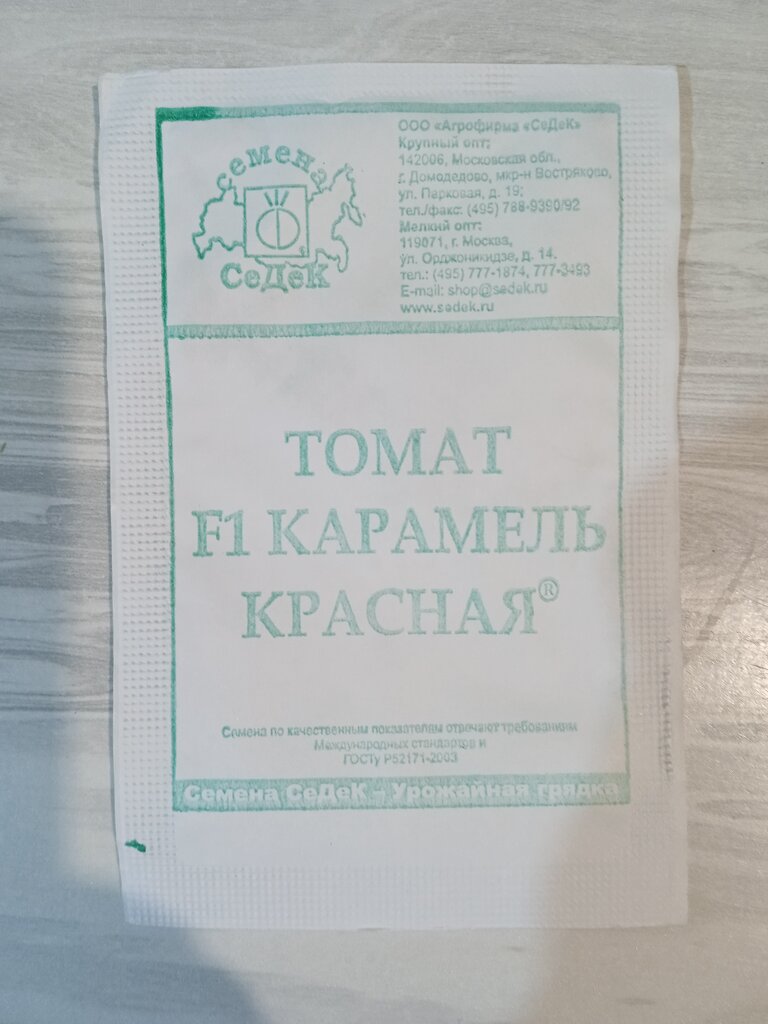 семена
СеДеК
ООО «Агрофирма «СеДеК»
Крупный опт:
142006, Московская обл.,
г. Домодедово, мкр-н Востряково,
ул. Парковая, д. 19;
тел./факс: (495) 788-9390/92
Мелкий опт:
119071, г. Москва,
ул. Орджоникидзе, д. 14.
тел.: (495) 777-1874, 777-3493
E-mail: shop@sedek.ru
www.sedek.ru
ТОМАТ
F1 КАРАМЕЛЬ
КРАСНАЯ®
Семена по качественным показателям отвечают требованиям
Международных стандартов и
ГОСТу Р52171-2003
Семена СеДеК – Урожайная грядка